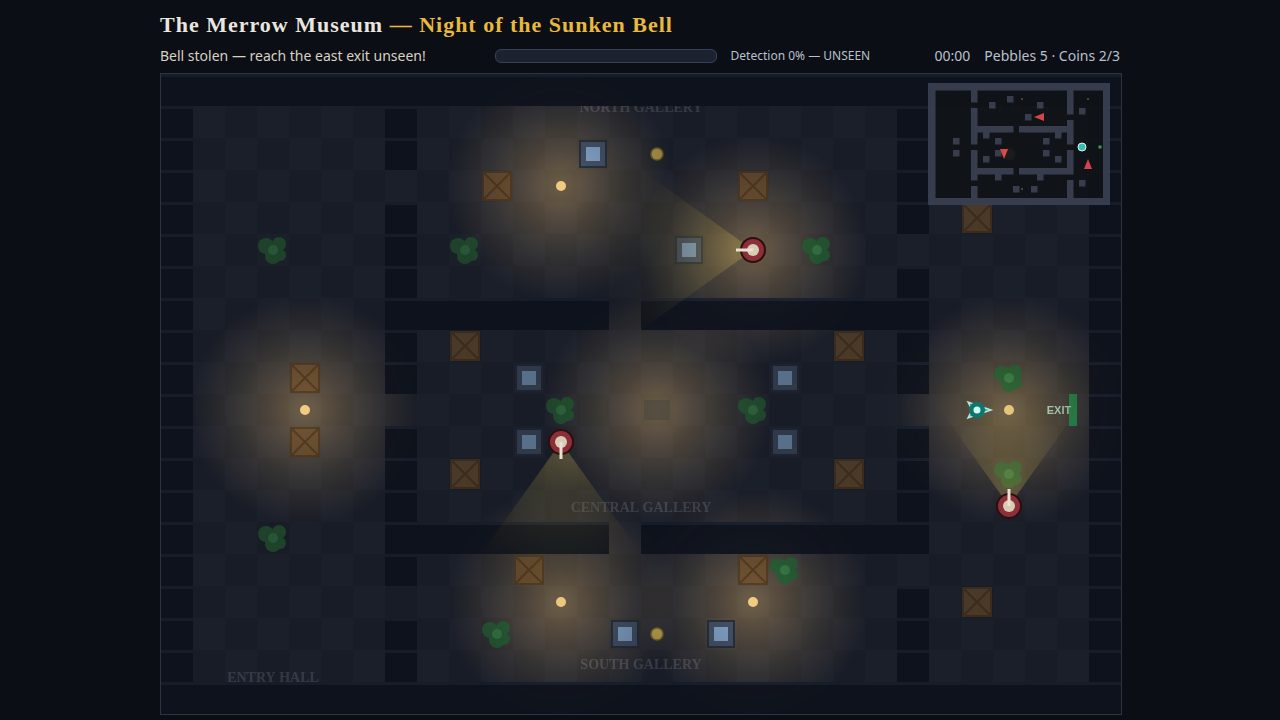 The Merrow Museum — Night of the Sunken Bell
Bell stolen — reach the east exit unseen!
Detection 0% — UNSEEN
00:00 Pebbles 5 · Coins 2/3
NORTH GALLERY
EXIT
CENTRAL GALLERY
SOUTH GALLERY
ENTRY HALL